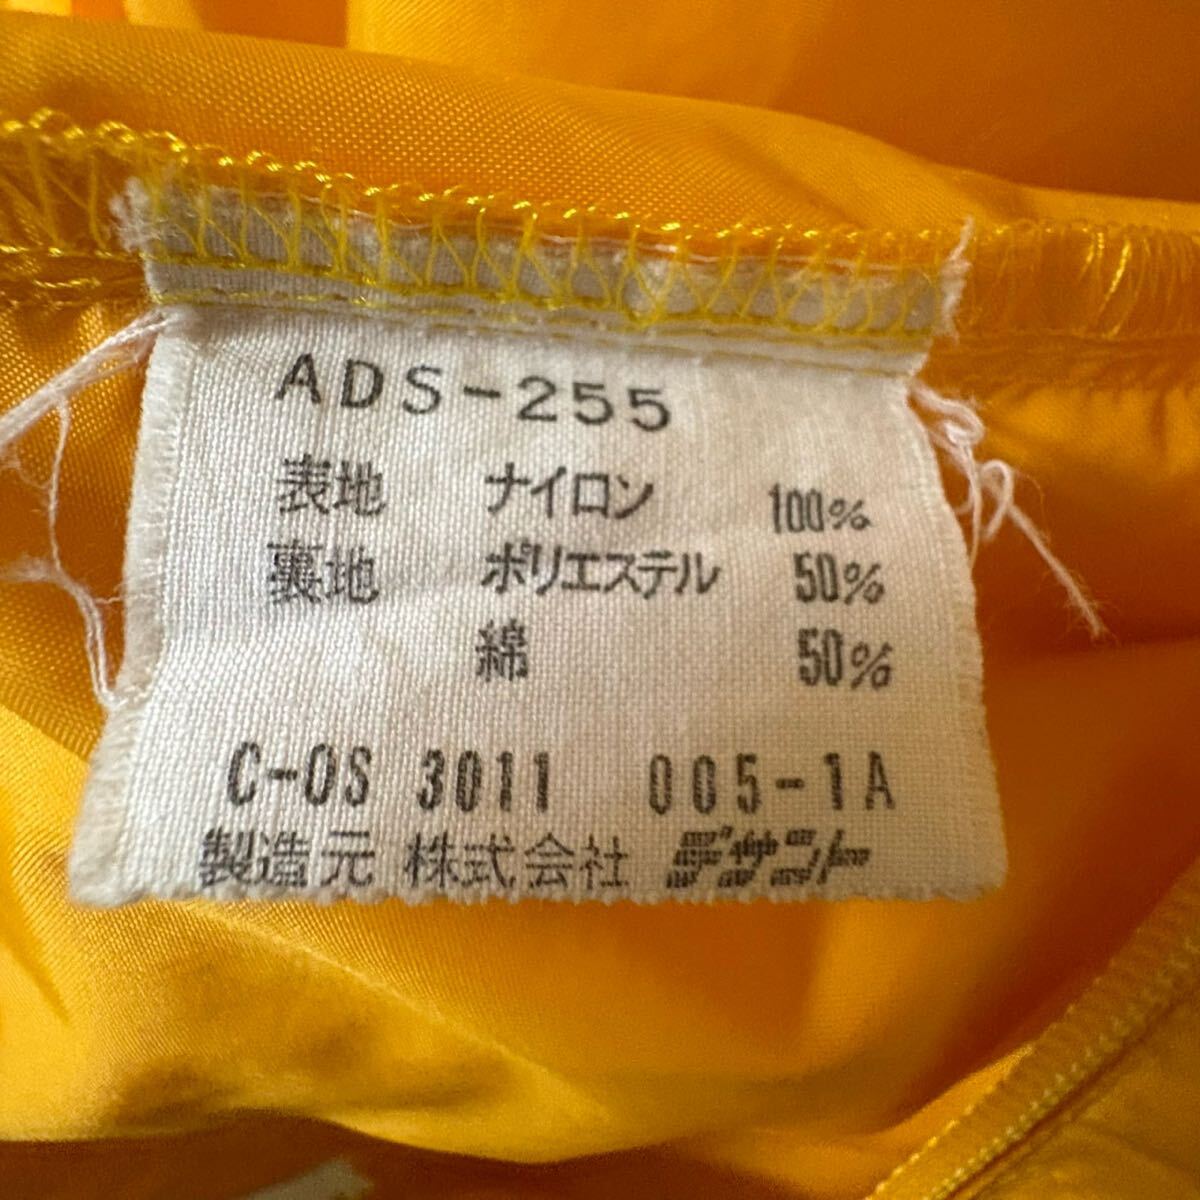 ADS-255
表地 ナイロン 100%
裏地 ポリエステル 50%
綿 50%
C-OS 3011 005-1A
製造元 株式会社 デサント